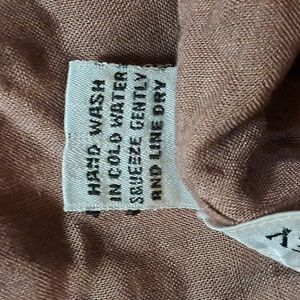 HAND WASH
IN COLD WATER
SQUEEZE GENTLY
AND LINE DRY